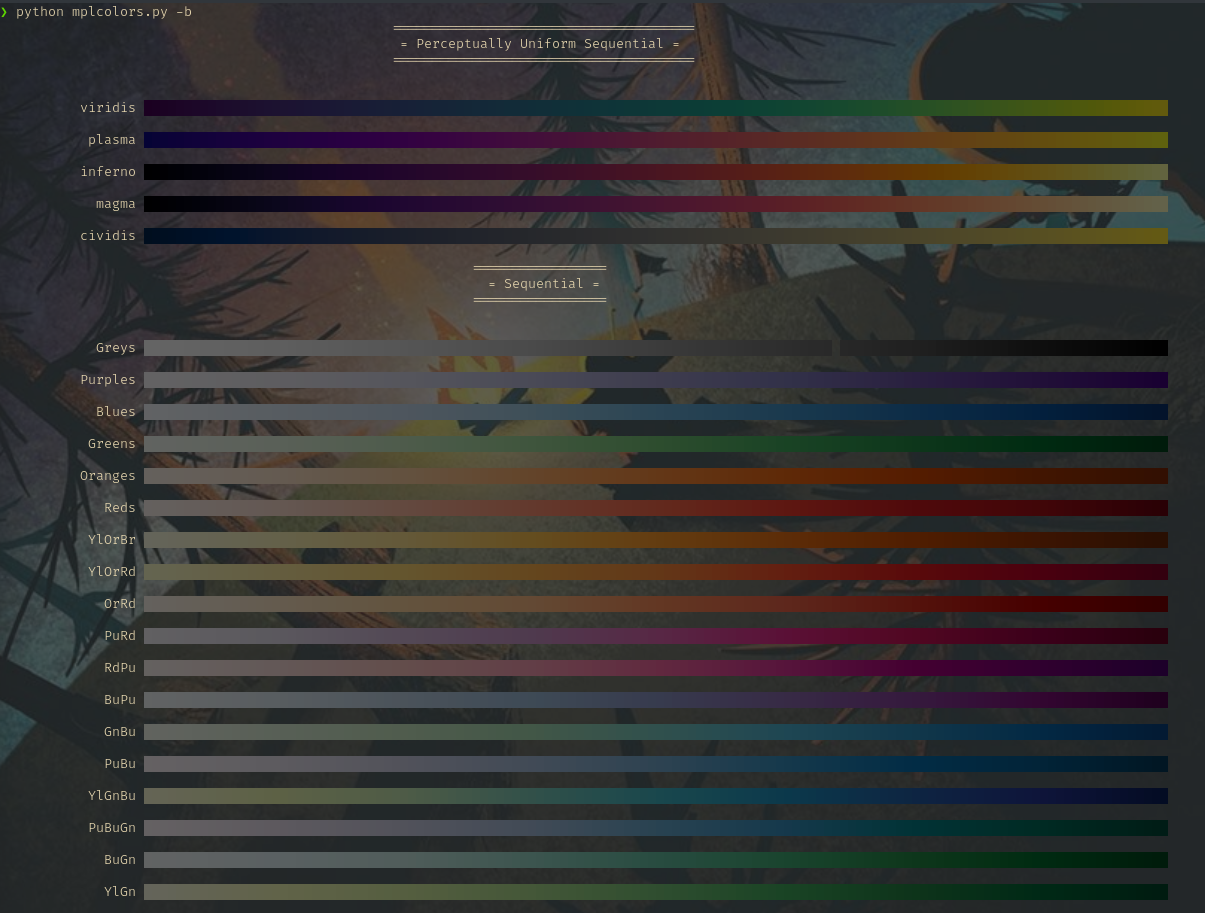 ❯ python mplcolors.py -b
= Perceptually Uniform Sequential =
viridis
plasma
inferno
magma
cividis
= Sequential =
Greys
Purples
Blues
Greens
Oranges
Reds
YlOrBr
YlOrRd
OrRd
PuRd
RdPu
BuPu
GnBu
PuBu
YlGnBu
PuBuGn
BuGn
YlGn